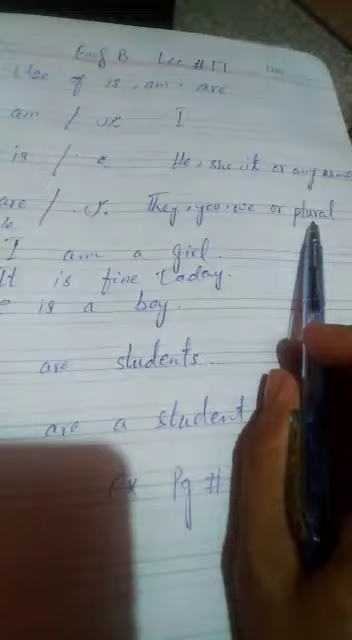 Eng B Lec # 17
Use of is, am, are
am / I
is / He, she, it or any name
are / They, you, we or plural
I am a girl.
It is fine today.
is a boy.
are students.
are a student
Ex Pg #